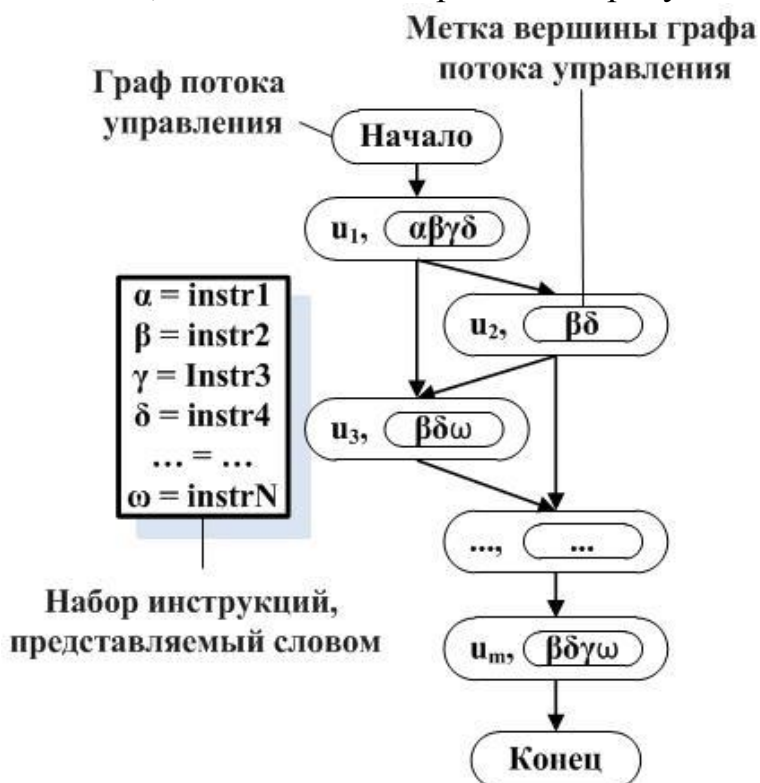 Метка вершины графа
потока управления
Граф потока
управления
Начало
u₁, αβγδ
α = instr1
β = instr2
γ = Instr3
δ = instr4
... = ...
ω = instrN
u₂, βδ
u₃, βδω
..., ...
Набор инструкций,
представляемый словом
uₘ, βδγω
Конец